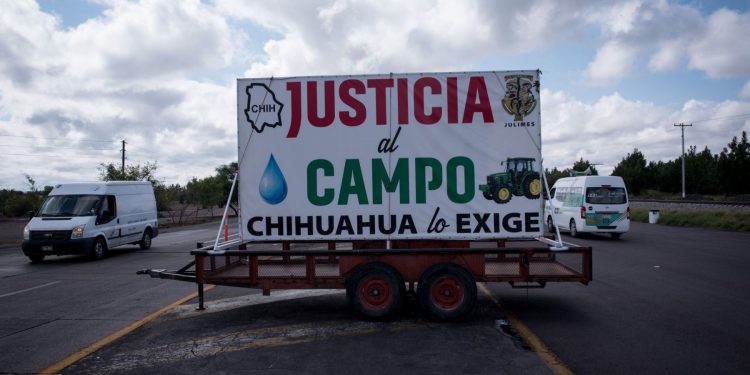 CHIH
JUSTICIA
al
CAMPO
CHIHUAHUA lo EXIGE
JULIMES